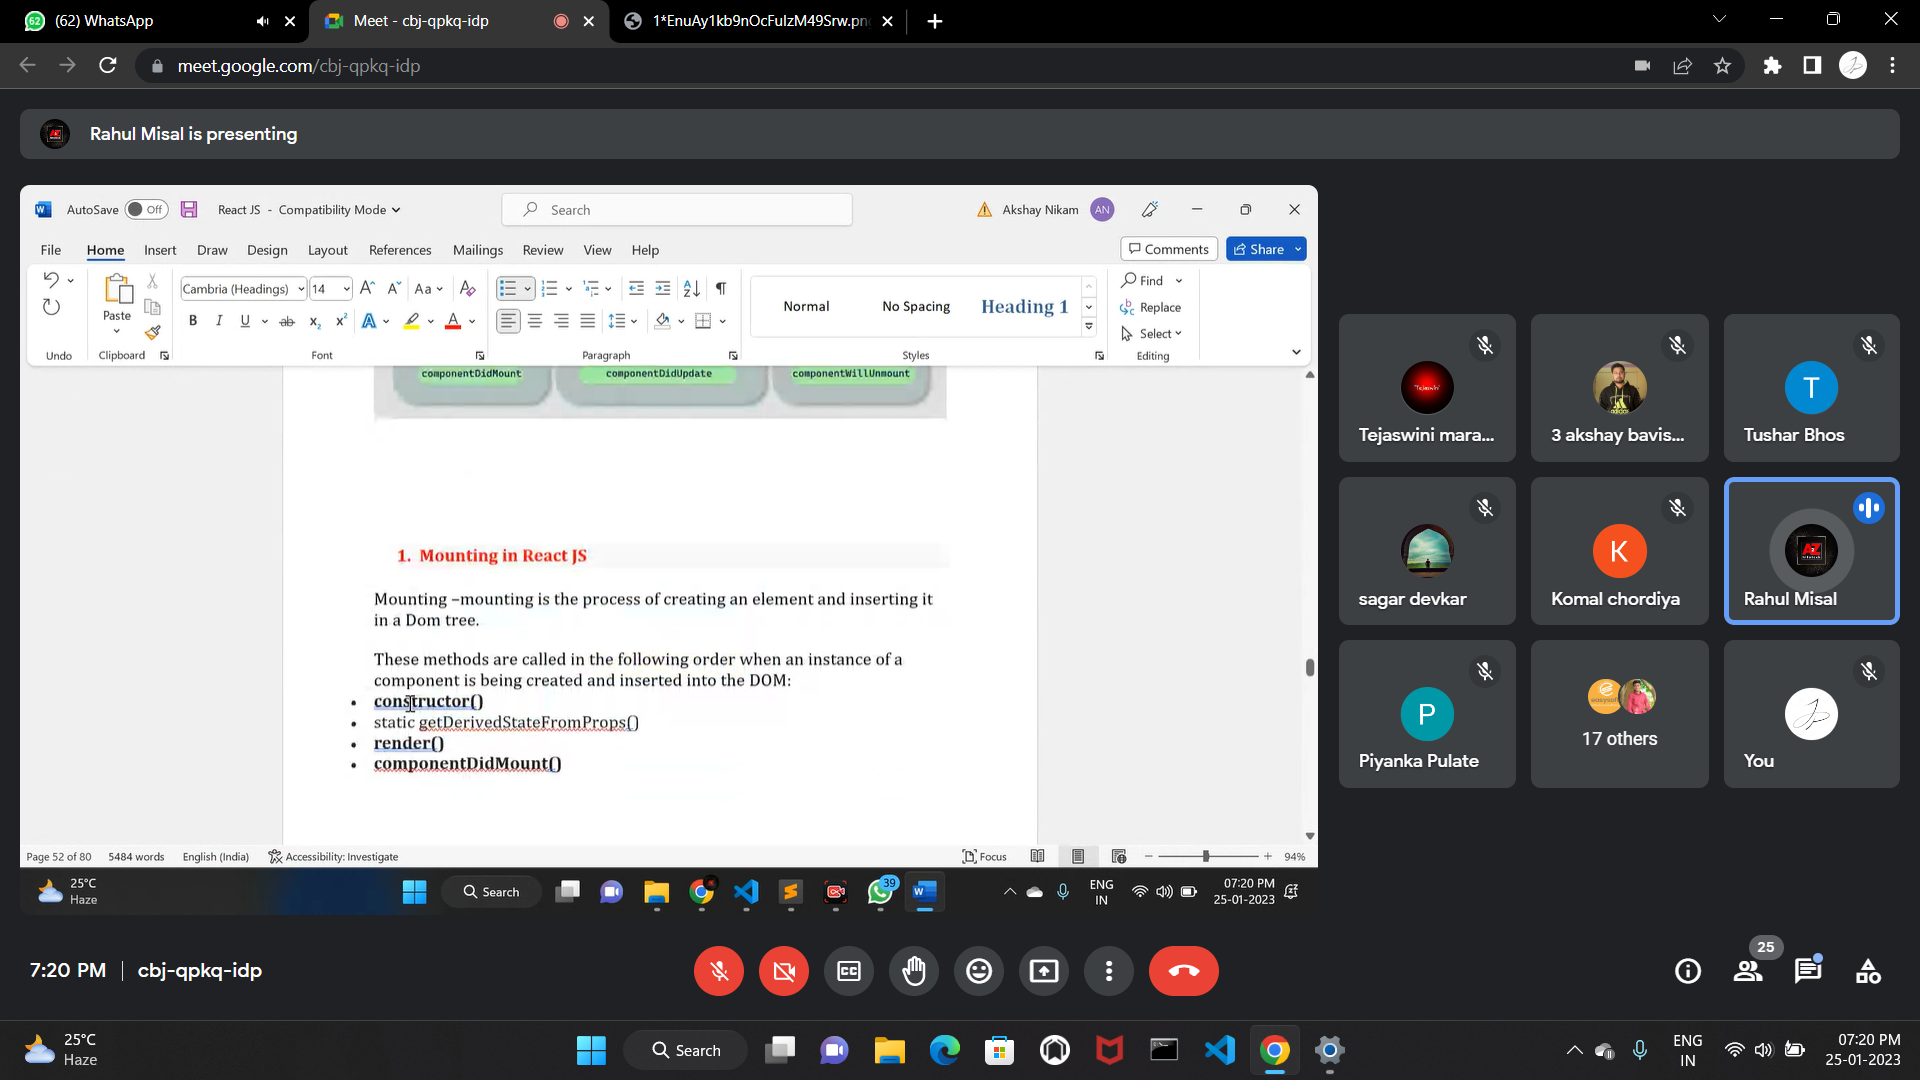 (62) WhatsApp
Meet - cbj-qpkq-idp
1*EnuAy1kb9nOcFuIzM49Srw.pn
meet.google.com/cbj-qpkq-idp
Rahul Misal is presenting
AutoSave Off React JS - Compatibility Mode Search Akshay Nikam AN
File Home Insert Draw Design Layout References Mailings Review View Help Comments Share
Cambria (Headings) 14 Normal No Spacing Heading 1 Find
Paste Replace
Select
Undo Clipboard Font Paragraph Styles Editing
componentDidMount componentDidUpdate componentWillUnmount
1. Mounting in React JS
Mounting –mounting is the process of creating an element and inserting it
in a Dom tree.
These methods are called in the following order when an instance of a
component is being created and inserted into the DOM:
• constructor()
• static getDerivedStateFromProps()
• render()
• componentDidMount()
Page 52 of 80 5484 words English (India) Accessibility: Investigate Focus 94%
25°C
Haze
Search
39
ENG
IN
07:20 PM
25-01-2023
Tejaswini mara...
3 akshay bavis...
T
Tushar Bhos
sagar devkar
K
Komal chordiya
Rahul Misal
P
Piyanka Pulate
17 others
You
7:20 PM | cbj-qpkq-idp
25
25°C
Haze
Search
ENG
IN
07:20 PM
25-01-2023